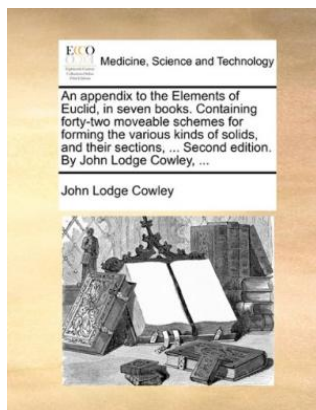 ECCO
Medicine, Science and Technology
An appendix to the Elements of
Euclid, in seven books. Containing
forty-two moveable schemes for
forming the various kinds of solids,
and their sections, ... Second edition.
By John Lodge Cowley, ...
John Lodge Cowley